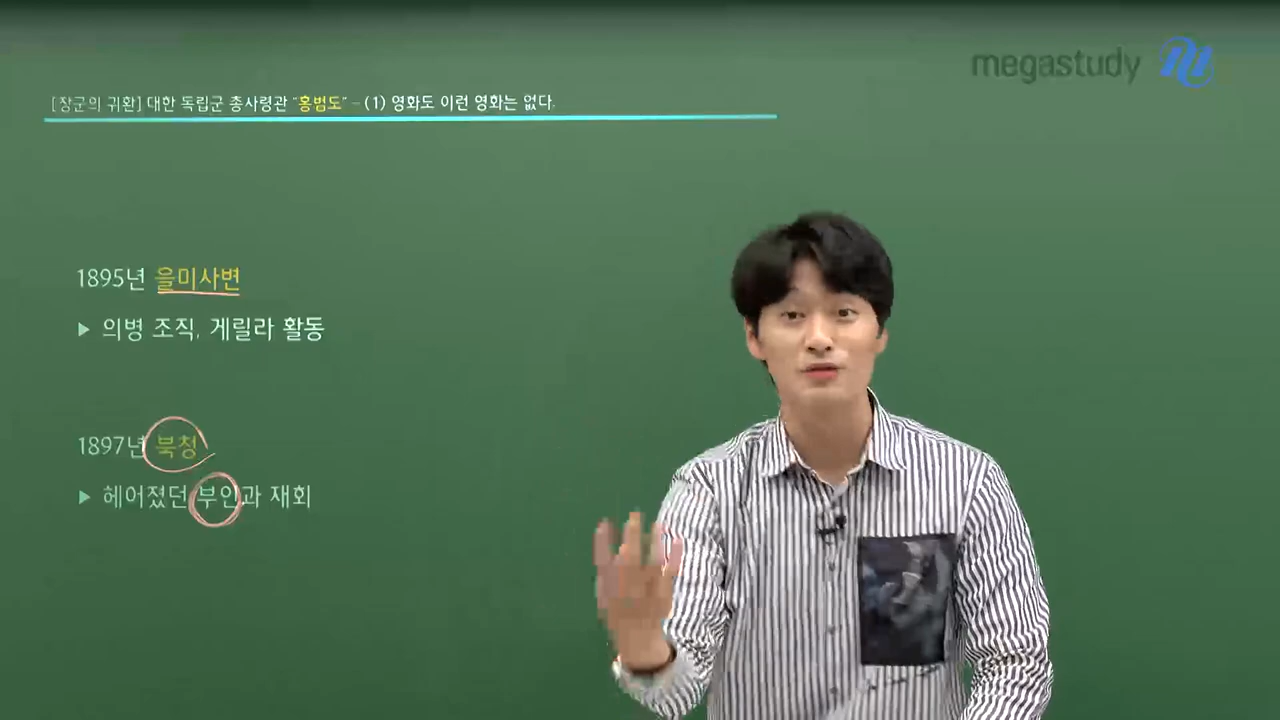 megastudy
[장군의 귀환] 대한 독립군 총사령관 "홍범도" - (1) 영화도 이런 영화는 없다.
1895년 을미사변
▶ 의병 조직, 게릴라 활동
1897년 북청
▶ 헤어졌던 부인과 재회